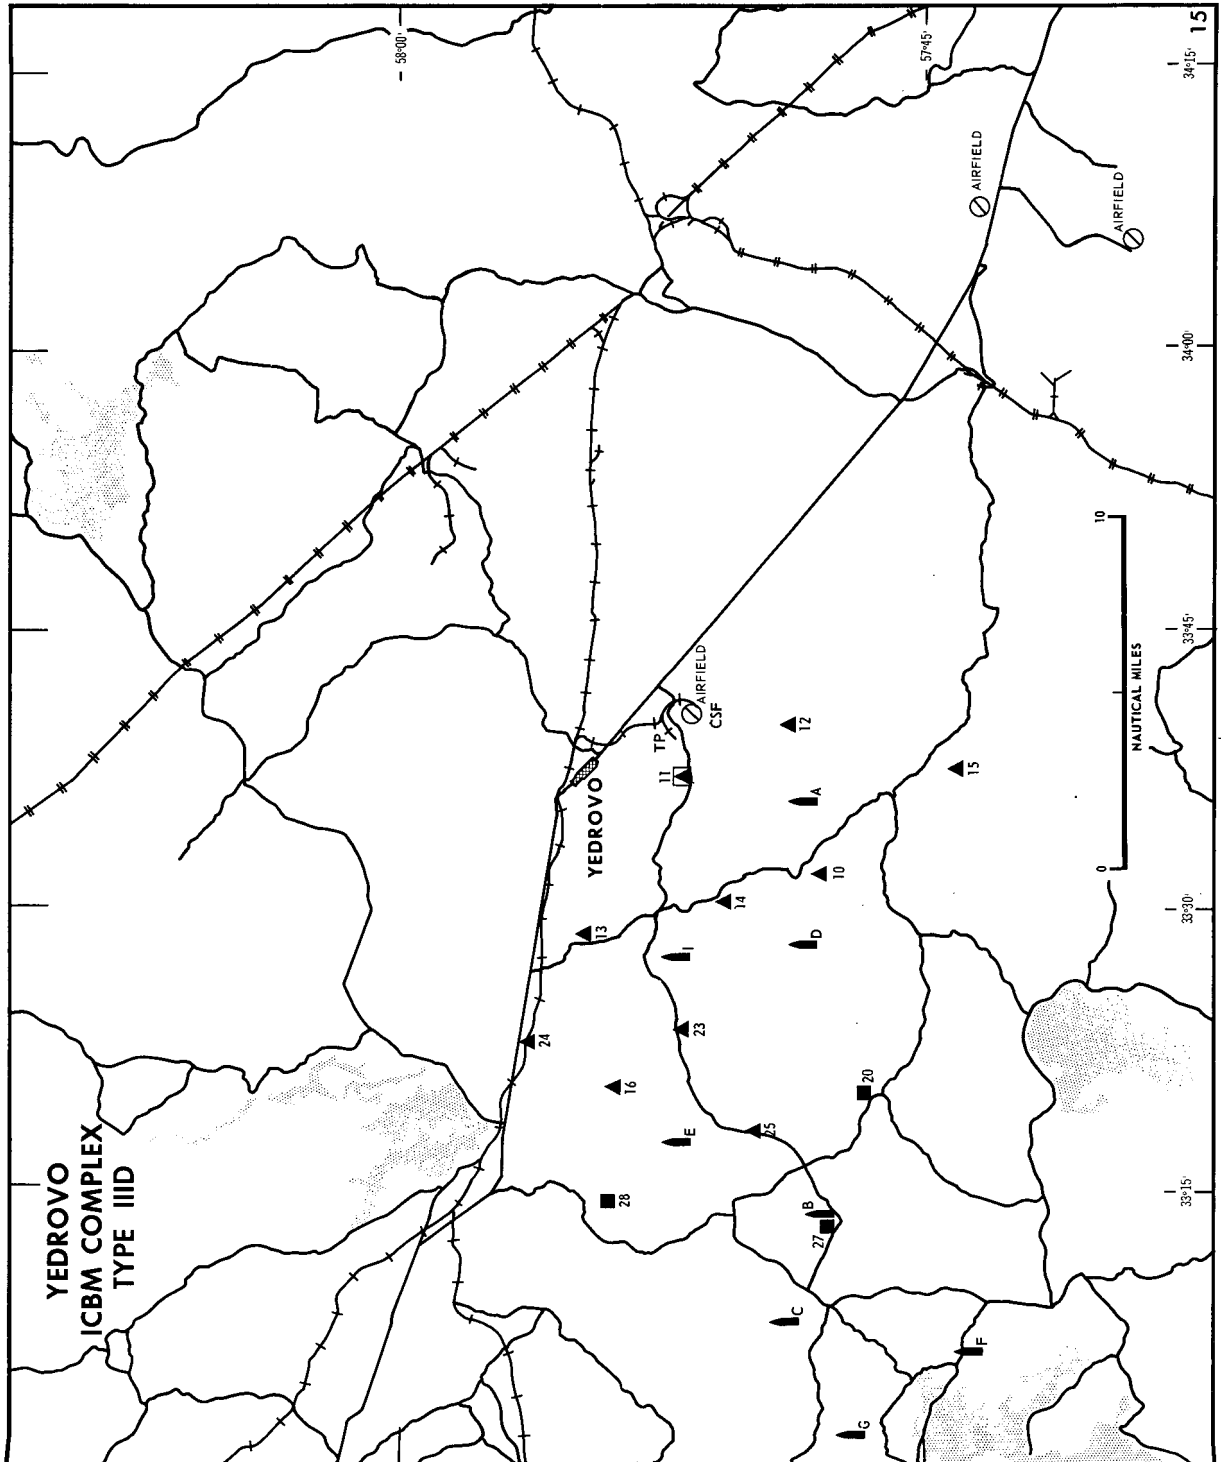 YEDROVO
ICBM COMPLEX
TYPE IIID
58°00'
57°45'
15
34°15'
34°00'
33°45'
33°30'
33°15'
AIRFIELD
AIRFIELD
AIRFIELD
CSF
TP
YEDROVO
11
12
A
15
10
14
13
D
I
23
24
16
E
25
20
28
B
27
C
F
G
0
10
NAUTICAL MILES